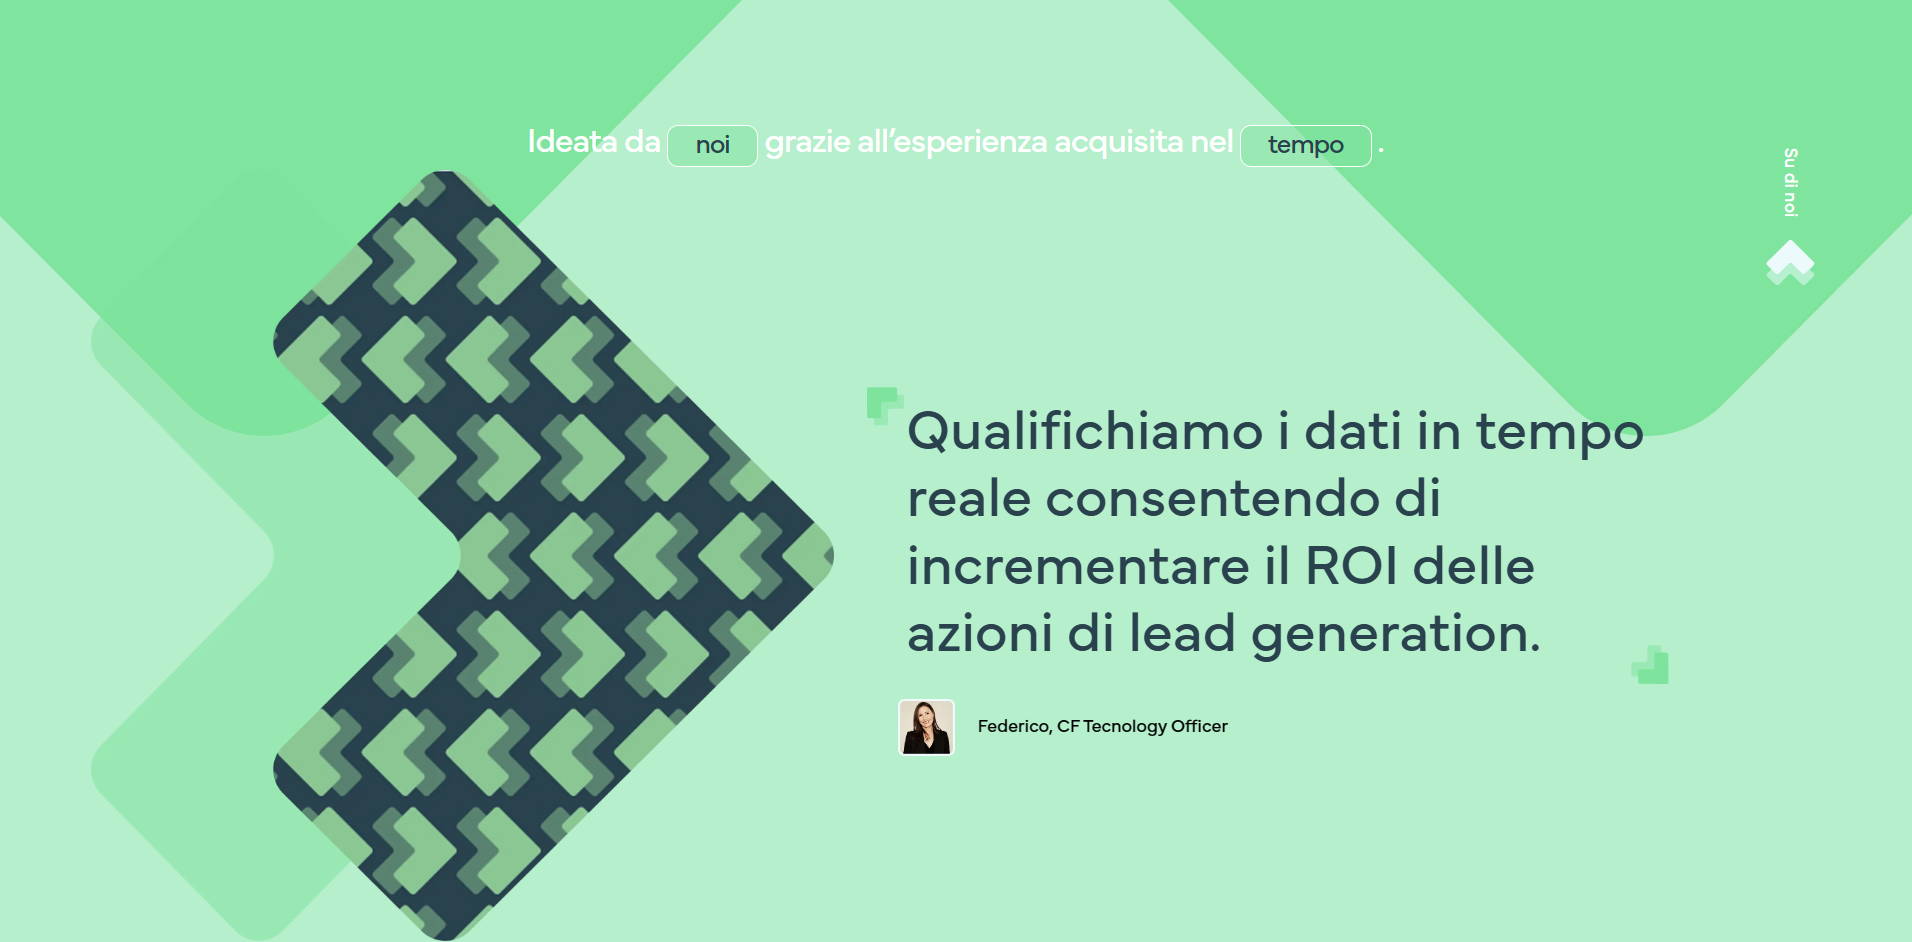 Ideata da noi grazie all'esperienza acquisita nel tempo .
Su di noi
Qualifichiamo i dati in tempo
reale consentendo di
incrementare il ROI delle
azioni di lead generation.
Federico, CF Tecnology Officer